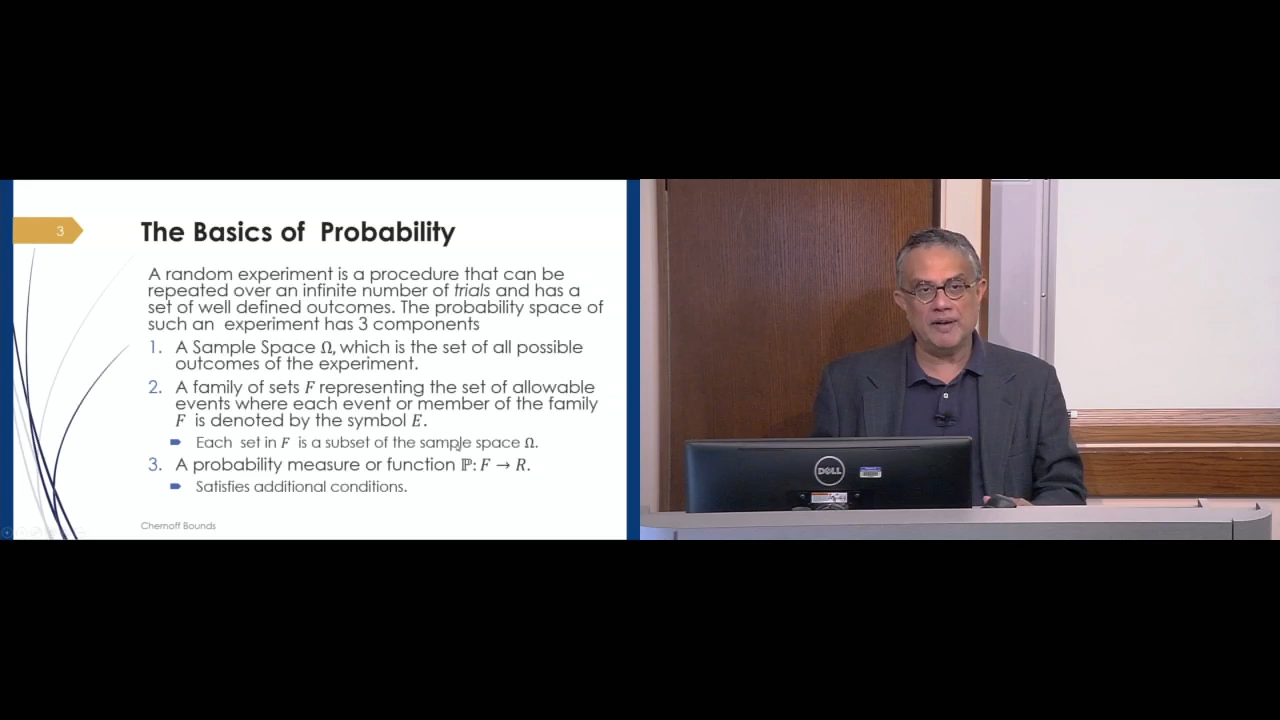 3
The Basics of  Probability
A random experiment is a procedure that can be
repeated over an infinite number of trials and has a
set of well defined outcomes. The probability space of
such an  experiment has 3 components
1. A Sample Space Ω, which is the set of all possible
outcomes of the experiment.
2. A family of sets F representing the set of allowable
events where each event or member of the family
F is denoted by the symbol E.
Each set in F is a subset of the sample space Ω.
3. A probability measure or function ℙ: F → R.
Satisfies additional conditions.
Chernoff Bounds
DELL